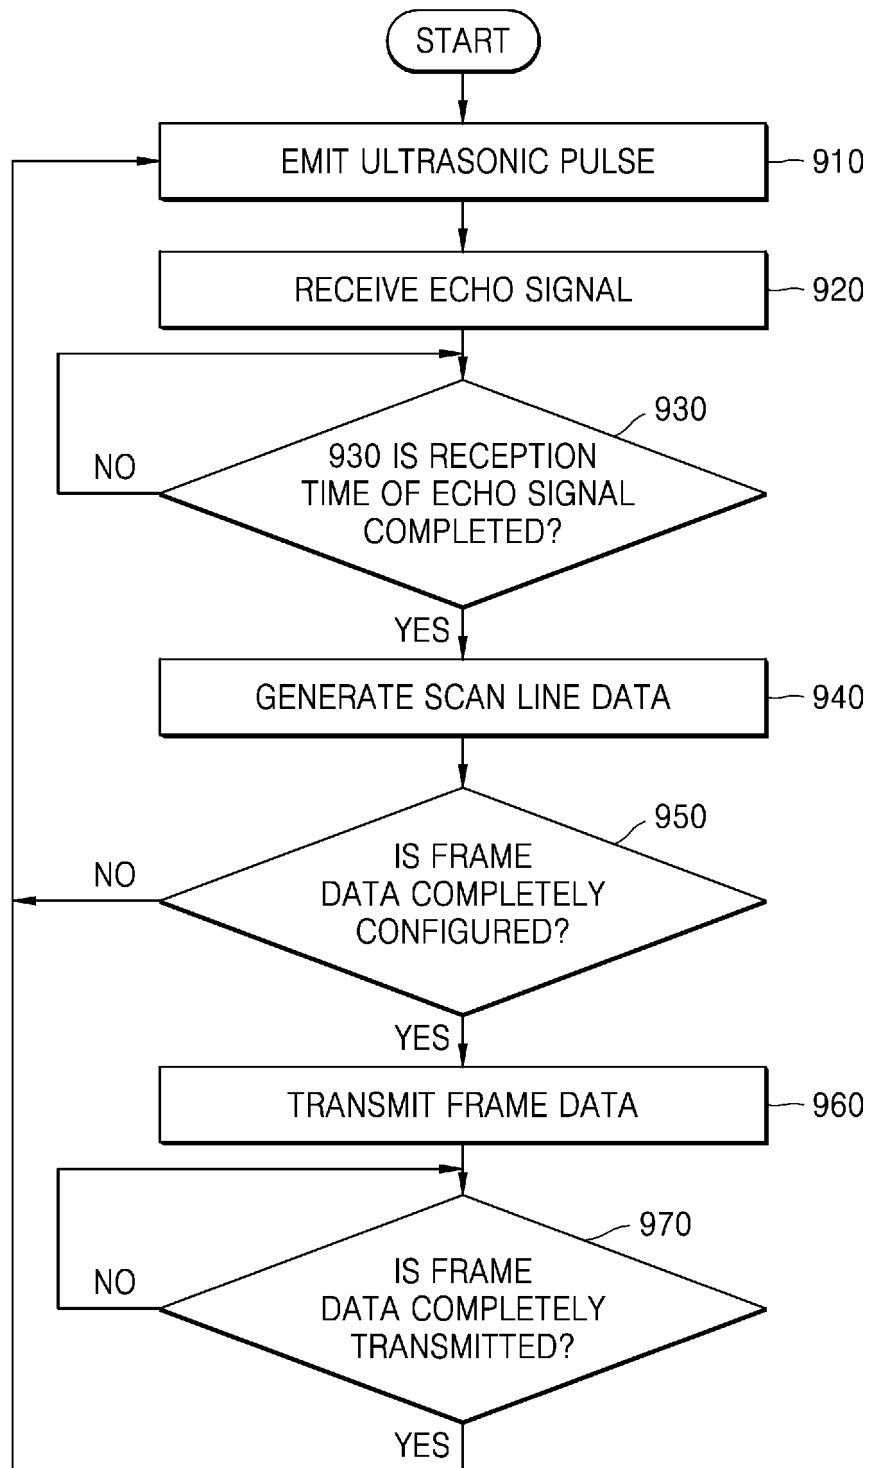 START
EMIT ULTRASONIC PULSE
910
RECEIVE ECHO SIGNAL
920
930
930 IS RECEPTION
TIME OF ECHO SIGNAL
COMPLETED?
NO
YES
GENERATE SCAN LINE DATA
940
950
IS FRAME
DATA COMPLETELY
CONFIGURED?
NO
YES
TRANSMIT FRAME DATA
960
970
IS FRAME
DATA COMPLETELY
TRANSMITTED?
NO
YES